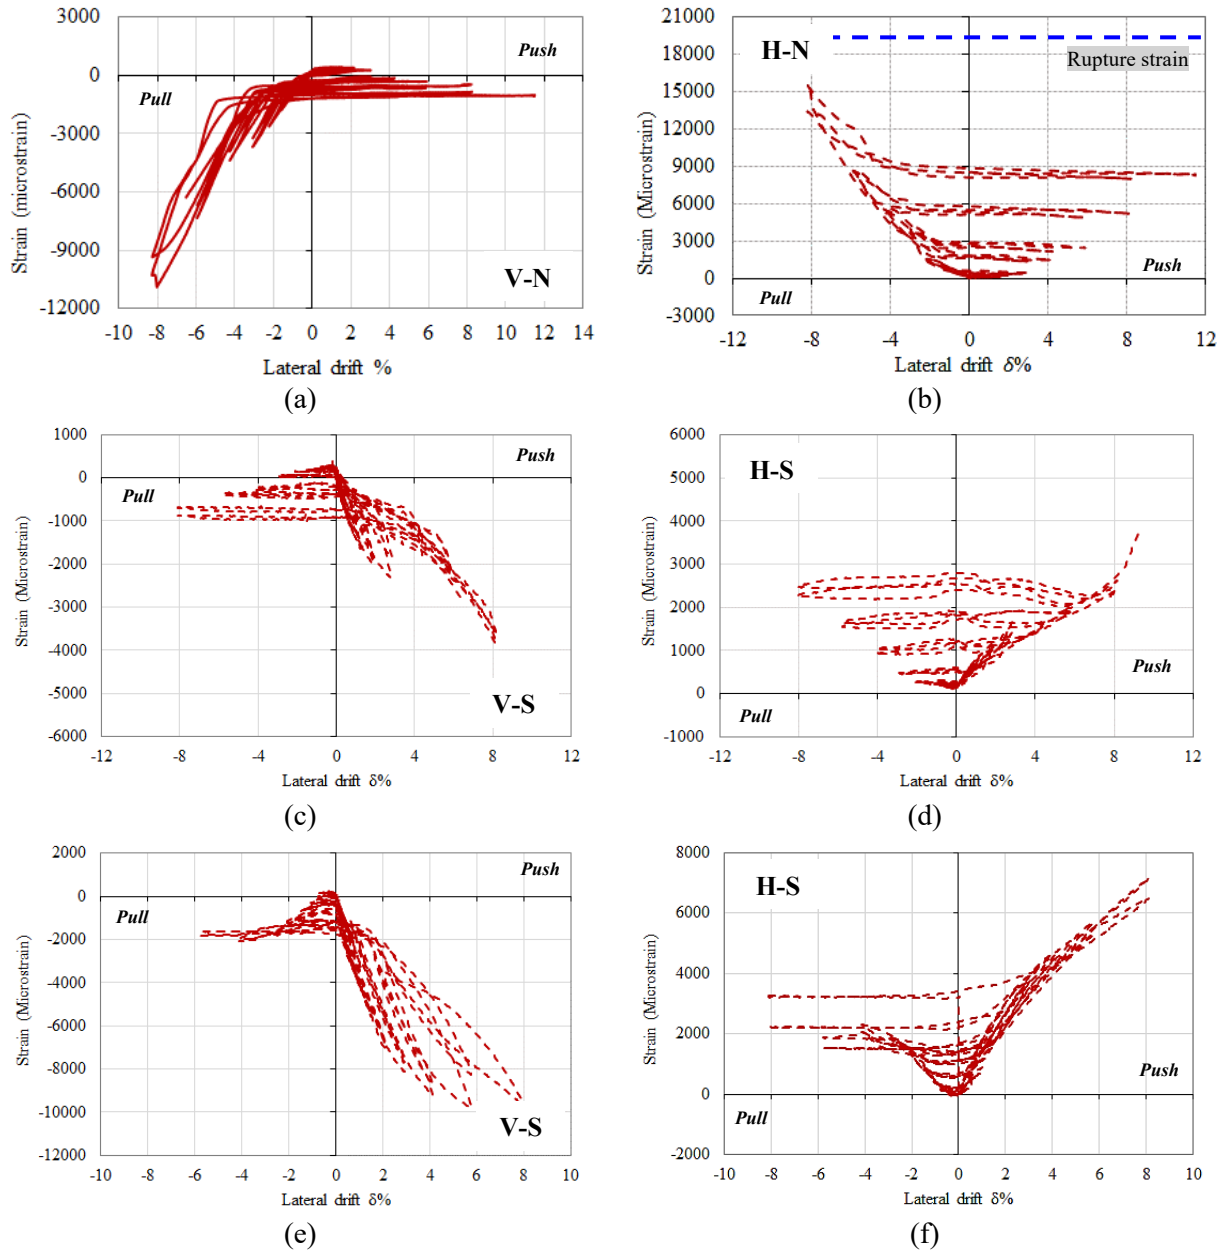 3000
0
-3000
-6000
-9000
-12000
-10 -8 -6 -4 -2 0 2 4 6 8 10 12 14
Strain (microstrain)
Lateral drift %
Push
Pull
V-N
(a)
21000
18000
15000
12000
9000
6000
3000
0
-3000
-12 -8 -4 0 4 8 12
Strain (Microstrain)
Lateral drift δ%
H-N
Rupture strain
Push
Pull
(b)
1000
0
-1000
-2000
-3000
-4000
-5000
-6000
-12 -8 -4 0 4 8 12
Strain (Microstrain)
Lateral drift δ%
Push
Pull
V-S
(c)
6000
5000
4000
3000
2000
1000
0
-1000
-12 -8 -4 0 4 8 12
Strain (Microstrain)
Lateral drift δ%
H-S
Push
Pull
(d)
2000
0
-2000
-4000
-6000
-8000
-10000
-12000
-10 -8 -6 -4 -2 0 2 4 6 8 10
Strain (Microstrain)
Lateral drift δ%
Push
Pull
V-S
(e)
8000
6000
4000
2000
0
-2000
-10 -8 -6 -4 -2 0 2 4 6 8 10
Strain (Microstrain)
Lateral drift δ%
H-S
Push
Pull
(f)